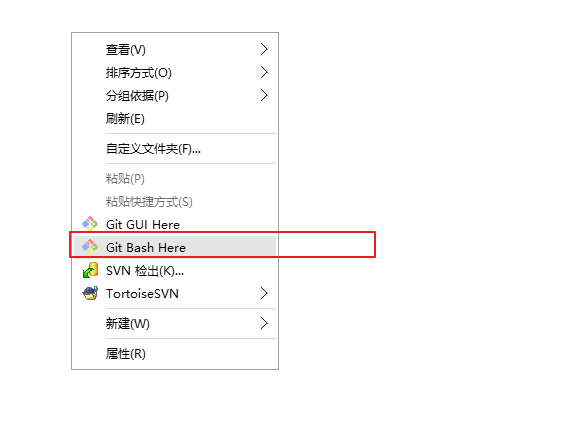 查看(V)
排序方式(O)
分组依据(P)
刷新(E)
自定义文件夹(F)...
粘贴(P)
粘贴快捷方式(S)
Git GUI Here
Git Bash Here
SVN 检出(K)...
TortoiseSVN
新建(W)
属性(R)